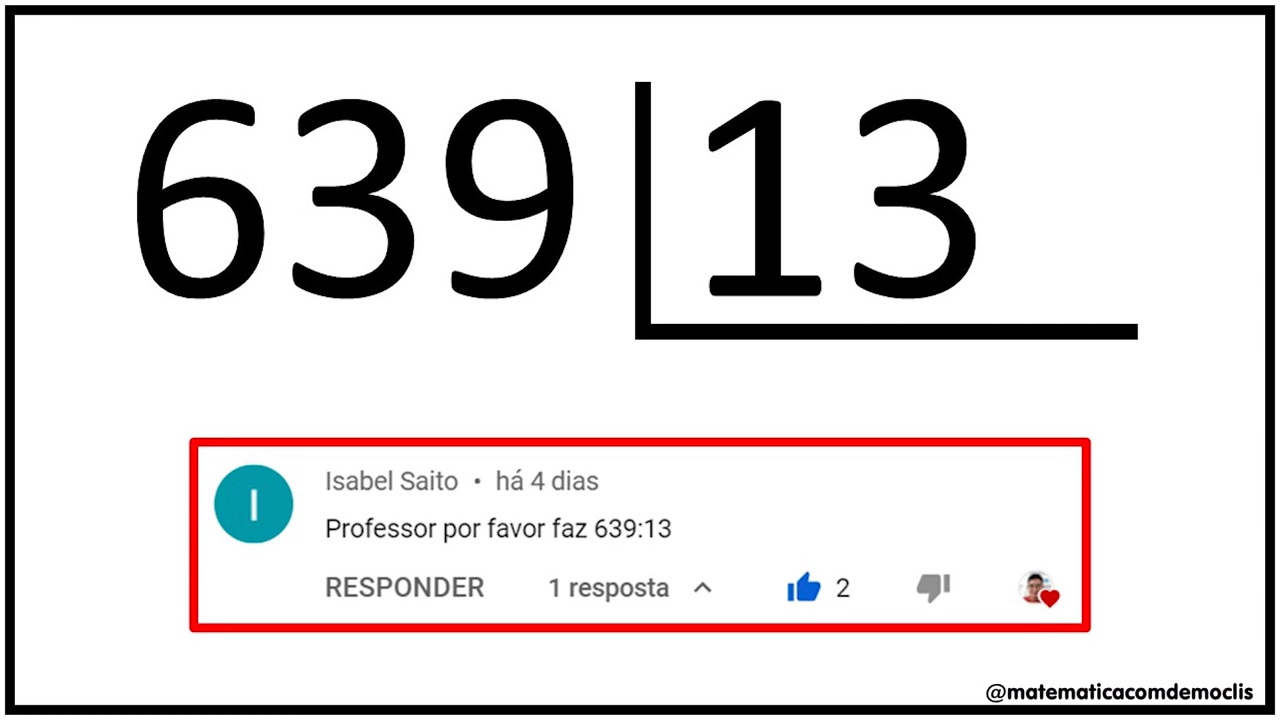 639 13
I
Isabel Saito • há 4 dias
Professor por favor faz 639:13
RESPONDER 1 resposta 2
@matematicacomdemoclis